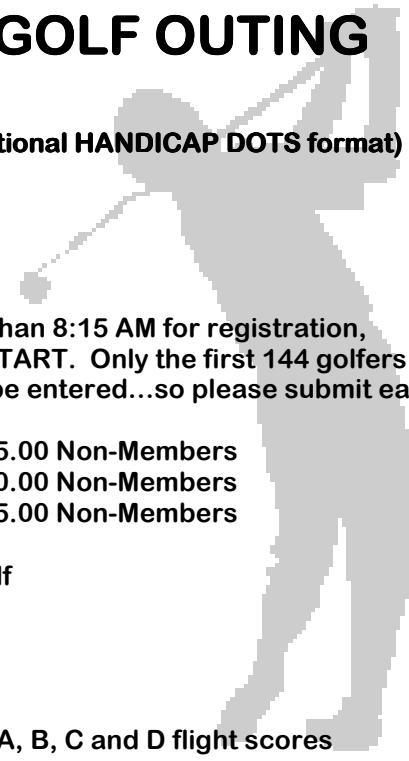 GOLF OUTING
tional HANDICAP DOTS format)
han 8:15 AM for registration,
TART. Only the first 144 golfers
be entered...so please submit ea
5.00 Non-Members
0.00 Non-Members
5.00 Non-Members
lf
A, B, C and D flight scores